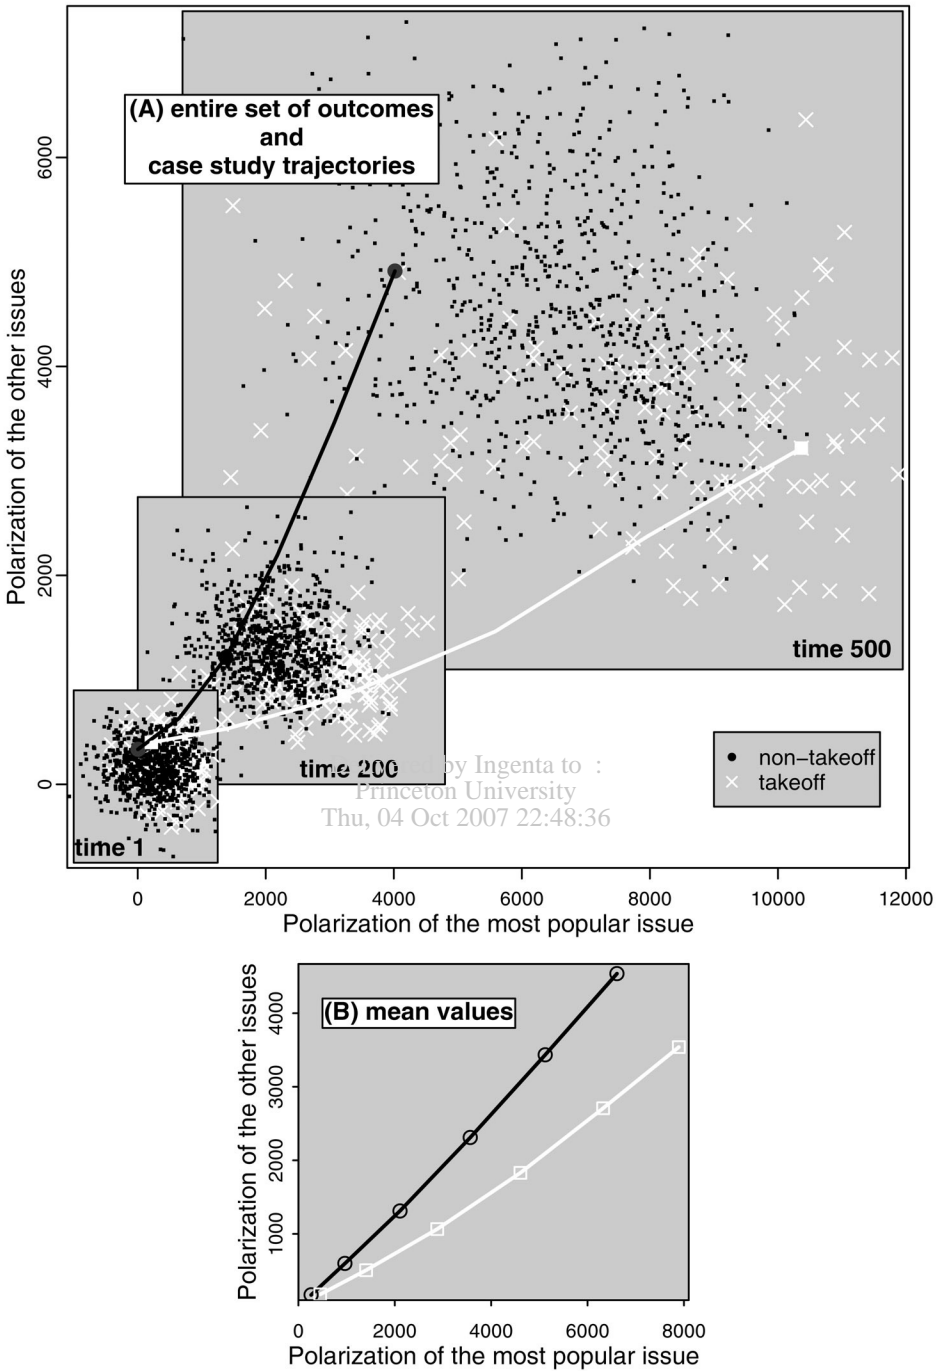 (A) entire set of outcomes
and
case study trajectories
6000
4000
2000
0
Polarization of the other issues
time 500
time 200
time 1
non−takeoff
takeoff
by Ingenta to :
Princeton University
Thu, 04 Oct 2007 22:48:36
0 2000 4000 6000 8000 10000 12000
Polarization of the most popular issue
(B) mean values
4000
3000
2000
1000
Polarization of the other issues
0 2000 4000 6000 8000
Polarization of the most popular issue